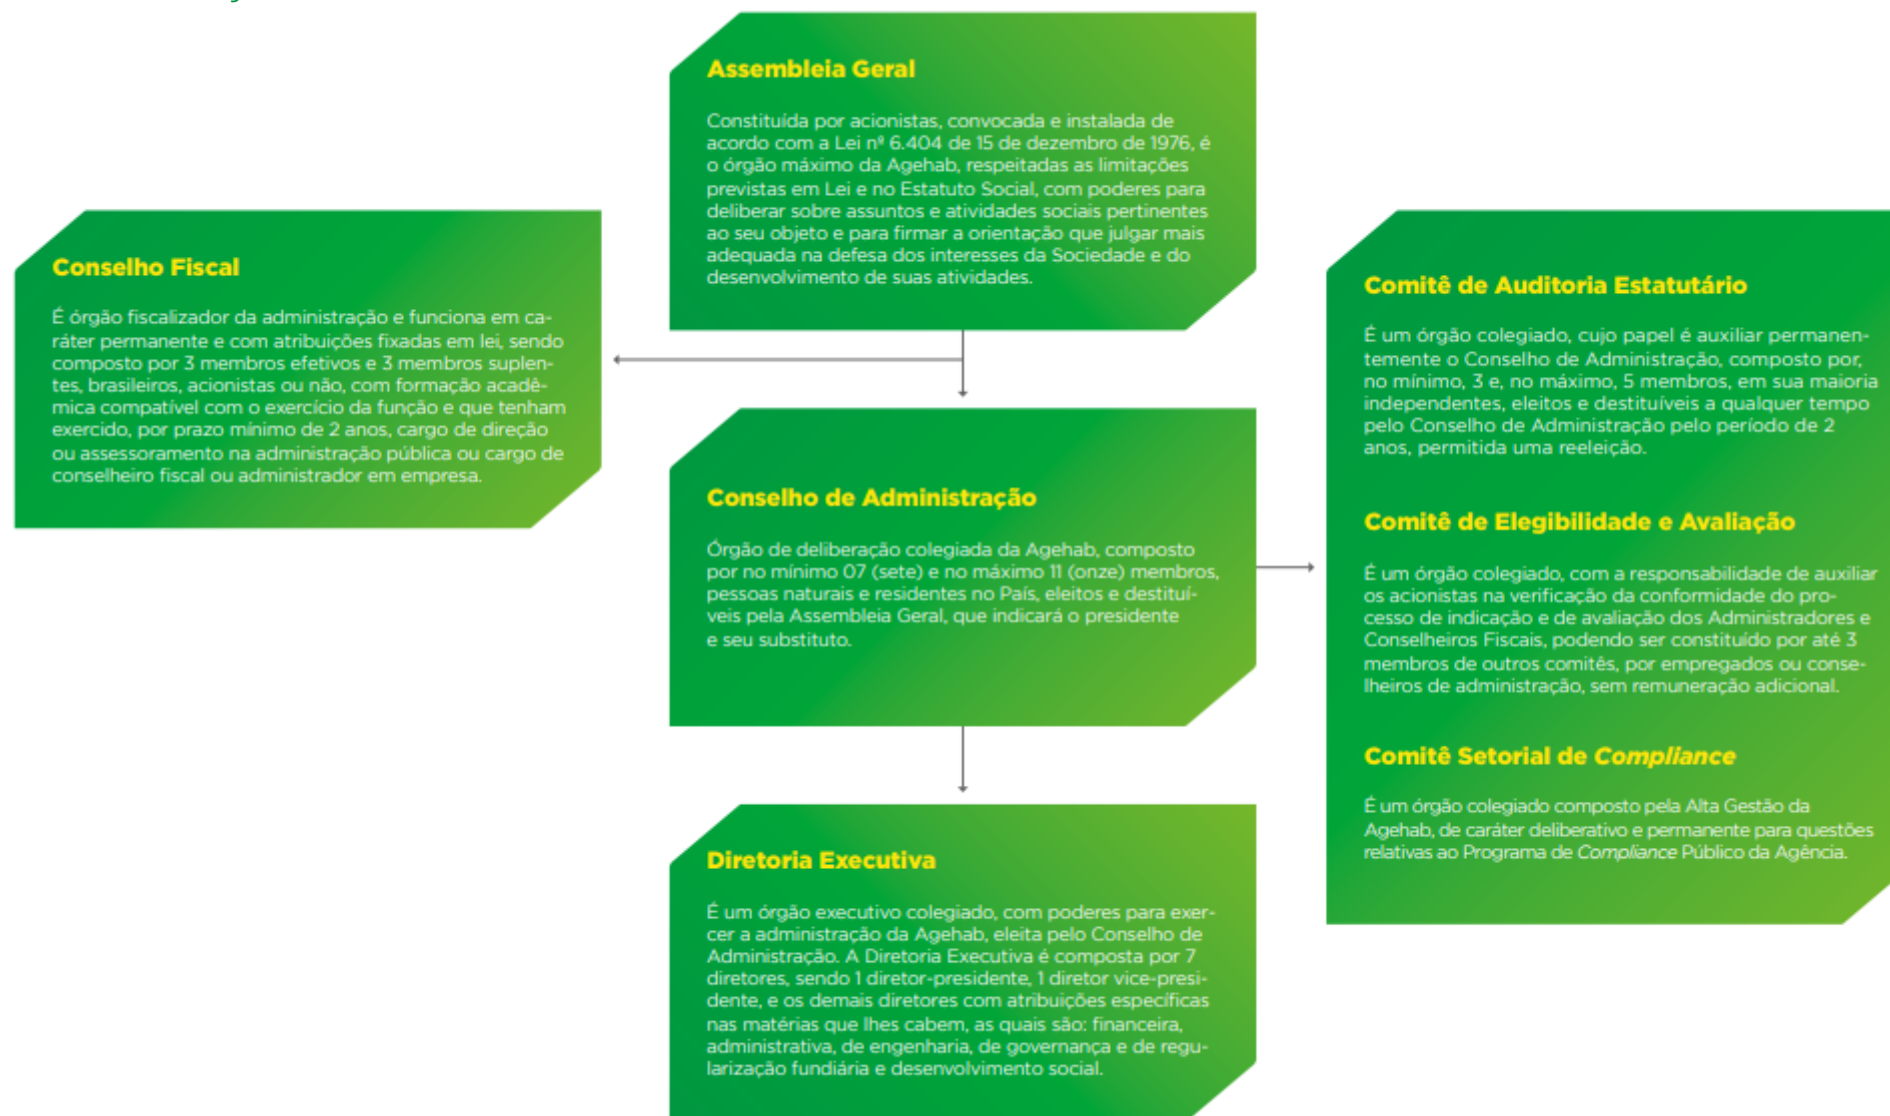 Assembleia Geral
Constituída por acionistas, convocada e instalada de
acordo com a Lei nº 6.404 de 15 de dezembro de 1976, é
o órgão máximo da Agehab, respeitadas as limitações
previstas em Lei e no Estatuto Social, com poderes para
deliberar sobre assuntos e atividades sociais pertinentes
ao seu objeto e para firmar a orientação que julgar mais
adequada na defesa dos interesses da Sociedade e do
desenvolvimento de suas atividades.
Conselho Fiscal
É órgão fiscalizador da administração e funciona em ca-
ráter permanente e com atribuições fixadas em lei, sendo
composto por 3 membros efetivos e 3 membros suplen-
tes, brasileiros, acionistas ou não, com formação acadê-
mica compatível com o exercício da função e que tenham
exercido, por prazo mínimo de 2 anos, cargo de direção
ou assessoramento na administração pública ou cargo de
conselheiro fiscal ou administrador em empresa.
Conselho de Administração
Órgão de deliberação colegiada da Agehab, composto
por no mínimo 07 (sete) e no máximo 11 (onze) membros,
pessoas naturais e residentes no País, eleitos e destituí-
veis pela Assembleia Geral, que indicará o presidente
e seu substituto.
Diretoria Executiva
É um órgão executivo colegiado, com poderes para exer-
cer a administração da Agehab, eleita pelo Conselho de
Administração. A Diretoria Executiva é composta por 7
diretores, sendo 1 diretor-presidente, 1 diretor vice-presi-
dente, e os demais diretores com atribuições específicas
nas matérias que lhes cabem, as quais são: financeira,
administrativa, de engenharia, de governança e de regu-
larização fundiária e desenvolvimento social.
Comitê de Auditoria Estatutário
É um órgão colegiado, cujo papel é auxiliar permanen-
temente o Conselho de Administração, composto por,
no mínimo, 3 e, no máximo, 5 membros, em sua maioria
independentes, eleitos e destituíveis a qualquer tempo
pelo Conselho de Administração pelo período de 2
anos, permitida uma reeleição.
Comitê de Elegibilidade e Avaliação
É um órgão colegiado, com a responsabilidade de auxiliar
os acionistas na verificação da conformidade do pro-
cesso de indicação e de avaliação dos Administradores e
Conselheiros Fiscais, podendo ser constituído por até 3
membros de outros comitês, por empregados ou conse-
lheiros de administração, sem remuneração adicional.
Comitê Setorial de Compliance
É um órgão colegiado composto pela Alta Gestão da
Agehab, de caráter deliberativo e permanente para questões
relativas ao Programa de Compliance Público da Agência.